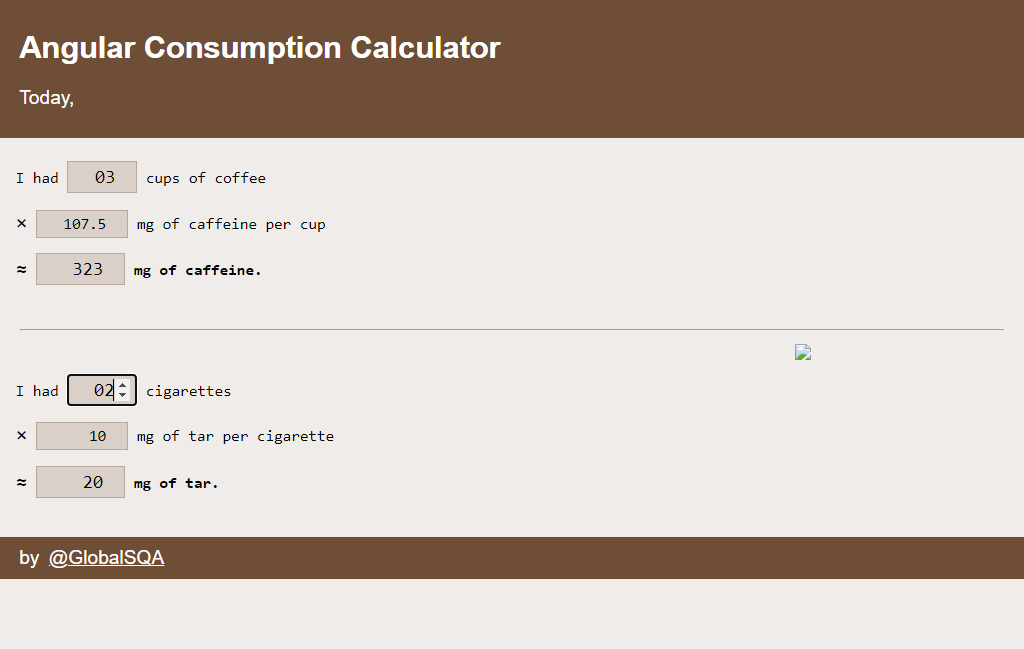 Angular Consumption Calculator
Today,
I had 03 cups of coffee
× 107.5 mg of caffeine per cup
≈ 323 mg of caffeine.
I had 02 cigarettes
× 10 mg of tar per cigarette
≈ 20 mg of tar.
by @GlobalSQA